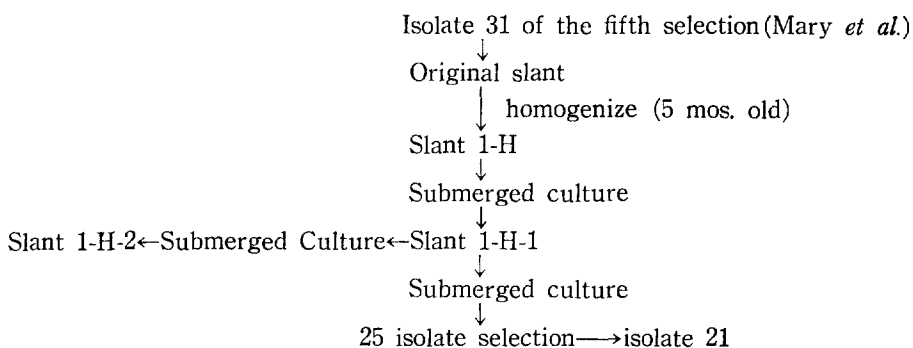 Isolate 31 of the fifth selection (Mary et al.)
↓
Original slant
↓ homogenize (5 mos. old)
Slant 1-H
↓
Submerged culture
↓
Slant 1-H-2←Submerged Culture←Slant 1-H-1
↓
Submerged culture
↓
25 isolate selection⟶isolate 21